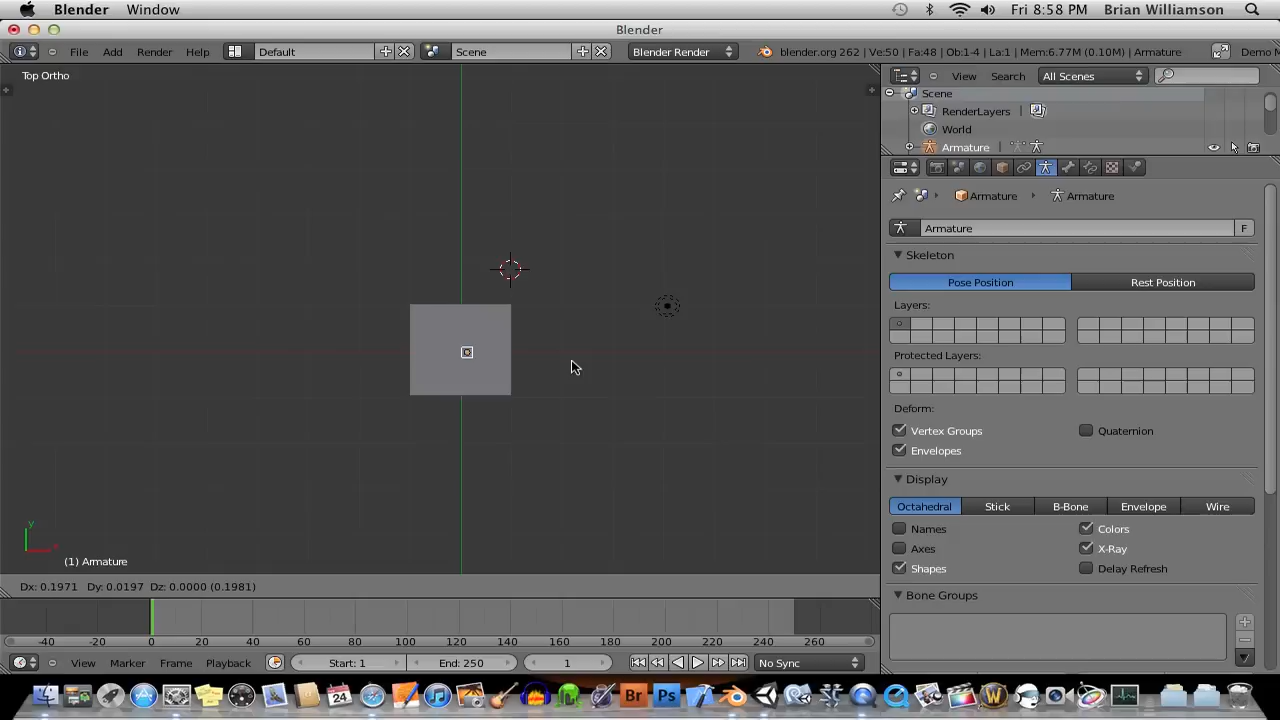 Blender Window Fri 8:58 PM Brian Williamson
Blender
File Add Render Help Default Scene Blender Render blender.org 262 | Ve:50 | Fa:48 | Ob:1-4 | La:1 | Mem:6.77M (0.10M) | Armature Demo M
Top Ortho
View Search All Scenes
Scene
RenderLayers
World
Armature
Armature Armature
Armature F
Skeleton
Pose Position Rest Position
Layers:
Protected Layers:
Deform:
Vertex Groups Quaternion
Envelopes
Display
Octahedral Stick B-Bone Envelope Wire
Names Colors
Axes X-Ray
Shapes Delay Refresh
Bone Groups
y
x
(1) Armature
Dx: 0.1971 Dy: 0.0197 Dz: 0.0000 (0.1981)
-40 -20 0 20 40 60 80 100 120 140 160 180 200 220 240 260
View Marker Frame Playback Start: 1 End: 250 1 No Sync
24 Br Ps W